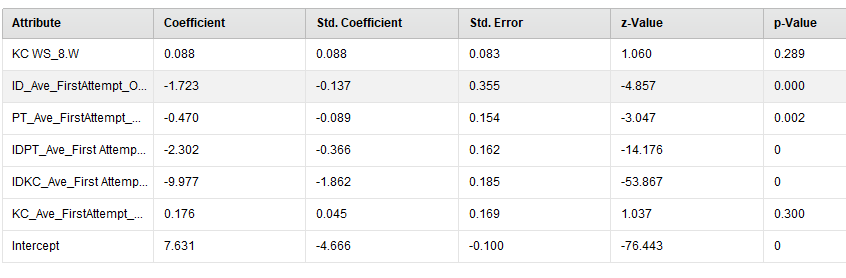 Attribute Coefficient Std. Coefficient Std. Error z-Value p-Value
KC WS_8.W 0.088 0.088 0.083 1.060 0.289
ID_Ave_FirstAttempt_O... -1.723 -0.137 0.355 -4.857 0.000
PT_Ave_FirstAttempt_... -0.470 -0.089 0.154 -3.047 0.002
IDPT_Ave_First Attemp... -2.302 -0.366 0.162 -14.176 0
IDKC_Ave_First Attemp... -9.977 -1.862 0.185 -53.867 0
KC_Ave_FirstAttempt_... 0.176 0.045 0.169 1.037 0.300
Intercept 7.631 -4.666 -0.100 -76.443 0